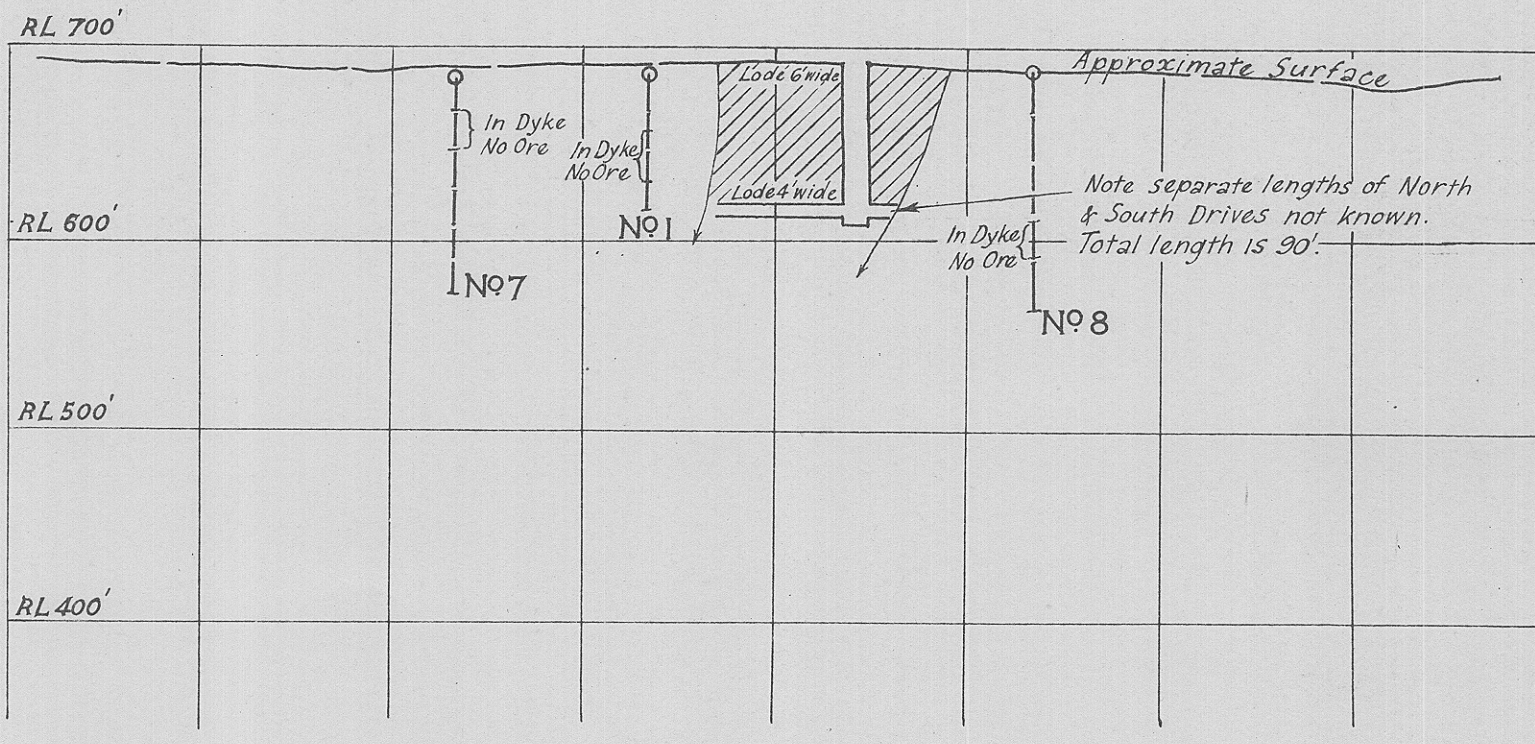 RL 700'
Approximate Surface
Lode 6' wide
In Dyke
No Ore
In Dyke
No Ore
Lode 4' wide
Note separate lengths of North
& South Drives not known.
Total length is 90'.
RL 600'
No 1
In Dyke
No Ore
No 7
No 8
RL 500'
RL 400'